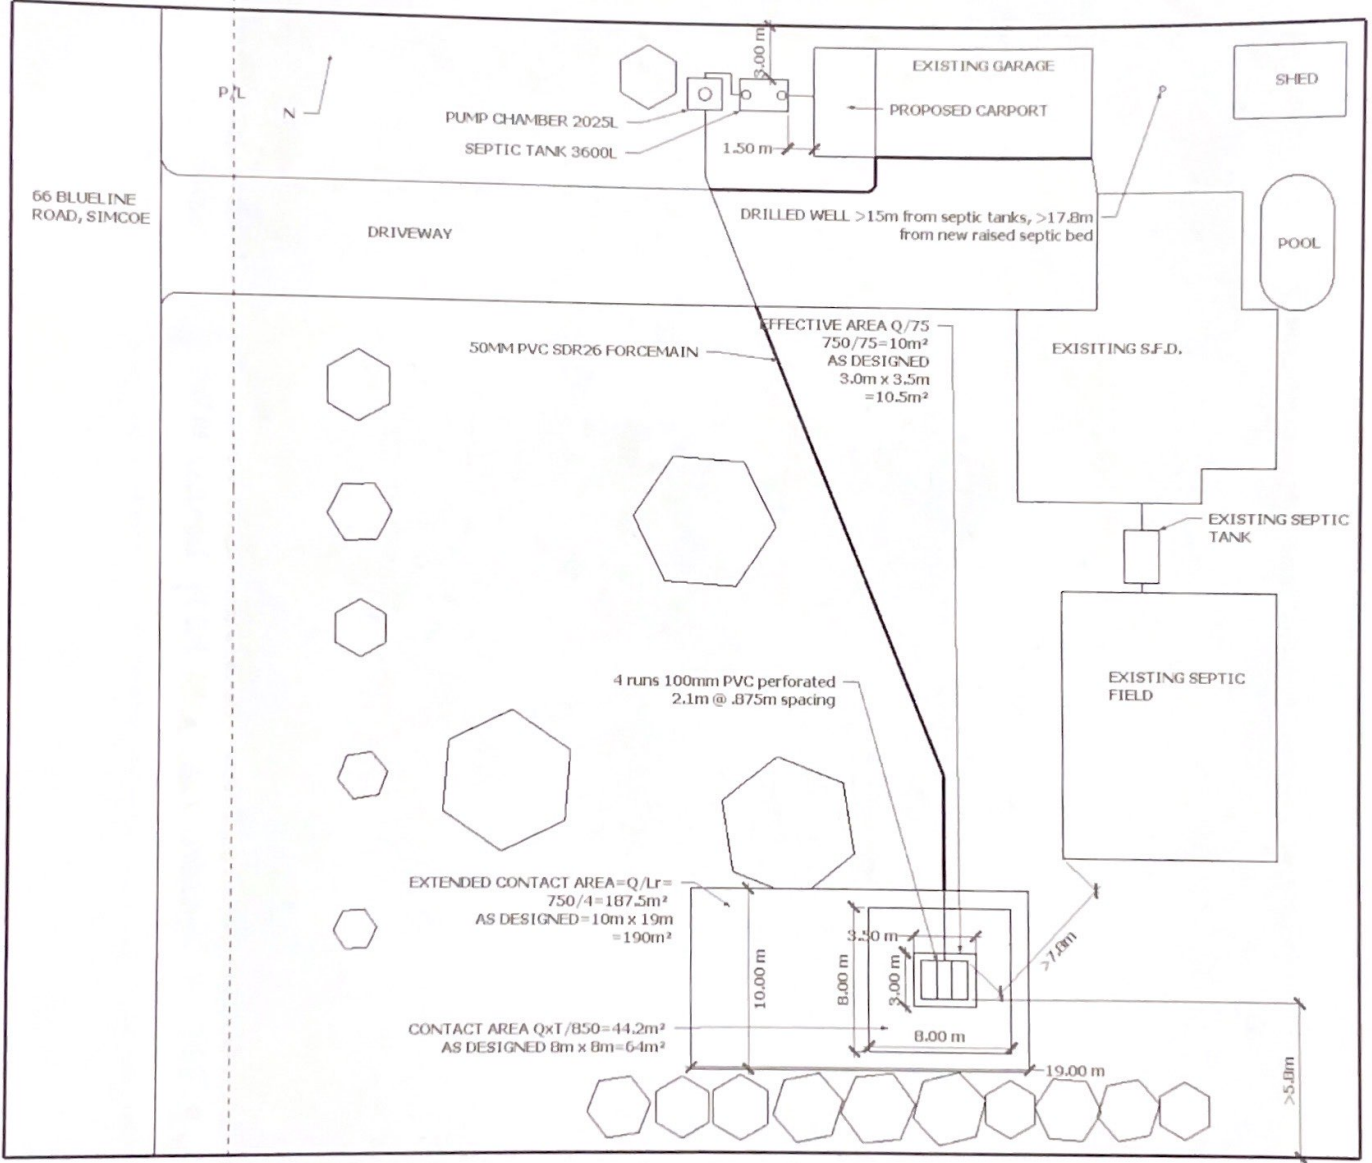 3.00 m
EXISTING GARAGE
SHED
P/L
N
PROPOSED CARPORT
PUMP CHAMBER 2025L
SEPTIC TANK 3600L
1.50 m
66 BLUELINE
ROAD, SIMCOE
DRIVEWAY
DRILLED WELL >15m from septic tanks, >17.8m
from new raised septic bed
POOL
EFFECTIVE AREA Q/75
750/75=10m²
AS DESIGNED
3.0m x 3.5m
=10.5m²
50MM PVC SDR26 FORCEMAIN
EXISITING S.F.D.
EXISTING SEPTIC
TANK
4 runs 100mm PVC perforated
2.1m @ .875m spacing
EXISTING SEPTIC
FIELD
EXTENDED CONTACT AREA=Q/Lr=
750/4=187.5m²
AS DESIGNED=10m x 19m
=190m²
3.50 m
>7.8m
10.00 m
8.00 m
3.00 m
CONTACT AREA QxT/850=44.2m²
AS DESIGNED 8m x 8m=64m²
8.00 m
19.00 m
>5.8m